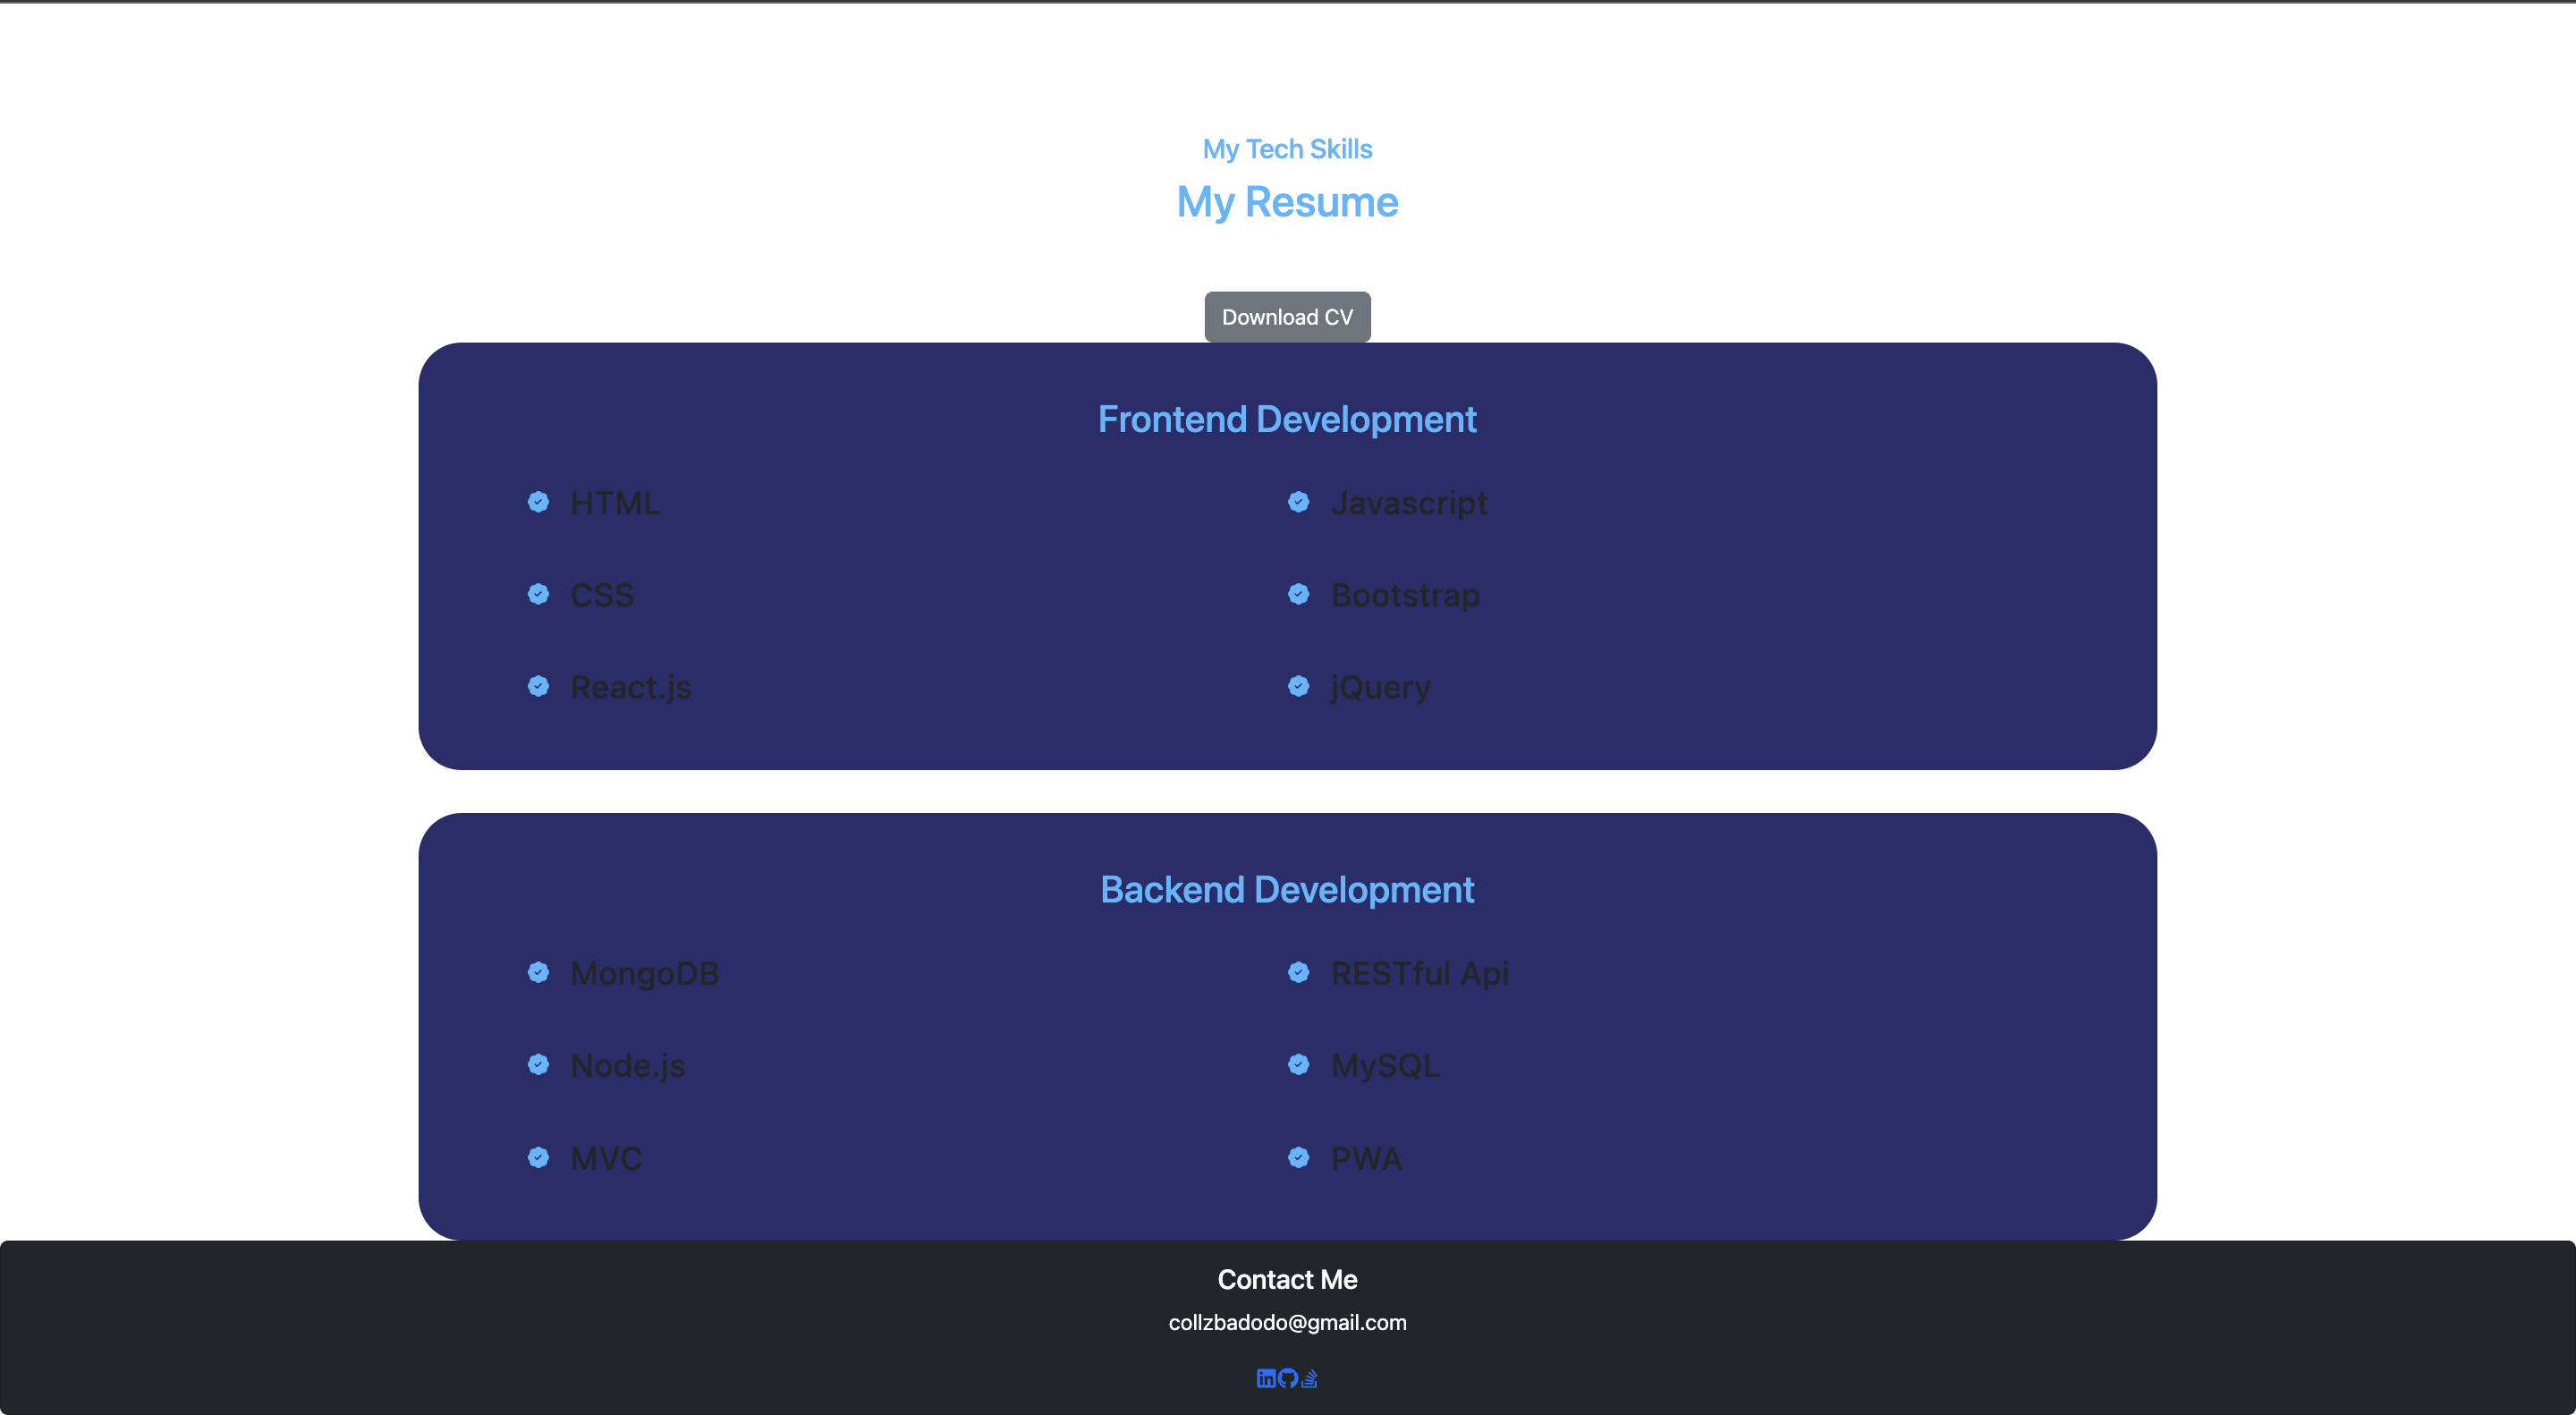 My Tech Skills
My Resume
Download CV
Frontend Development
HTML
Javascript
CSS
Bootstrap
React.js
jQuery
Backend Development
MongoDB
RESTful Api
Node.js
MySQL
MVC
PWA
Contact Me
collzbadodo@gmail.com
in